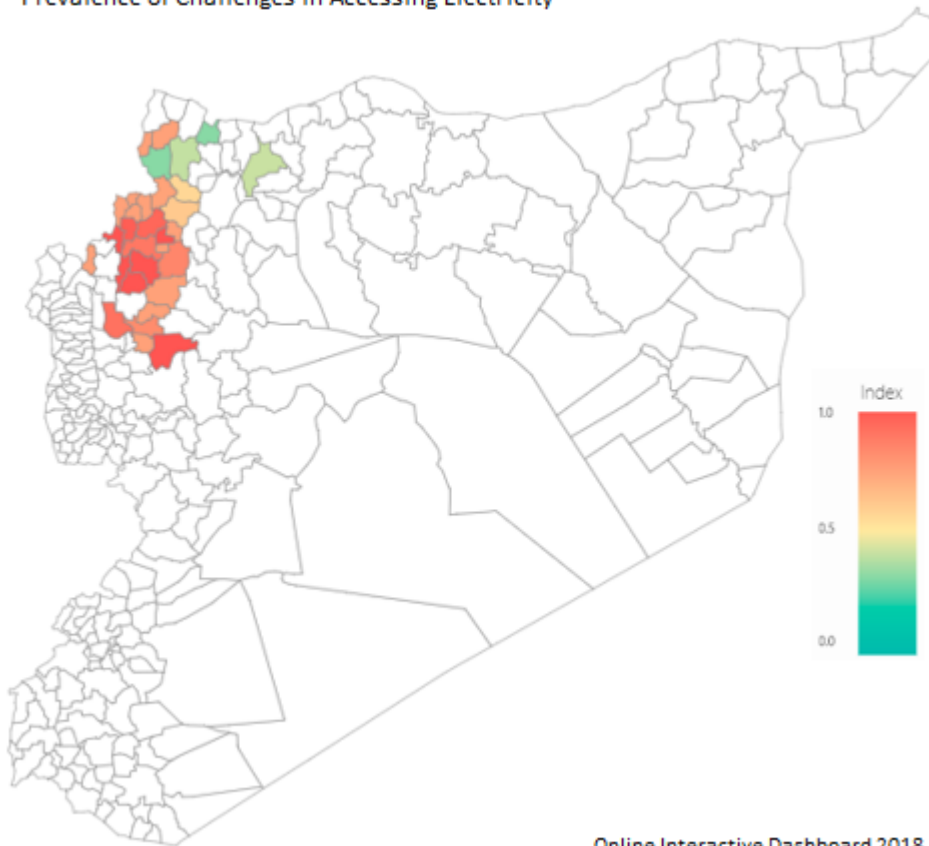 Prevalence of Challenges in Accessing Electricity
Index
1.0
0.5
0.0
Online Interactive Dashboard 2018